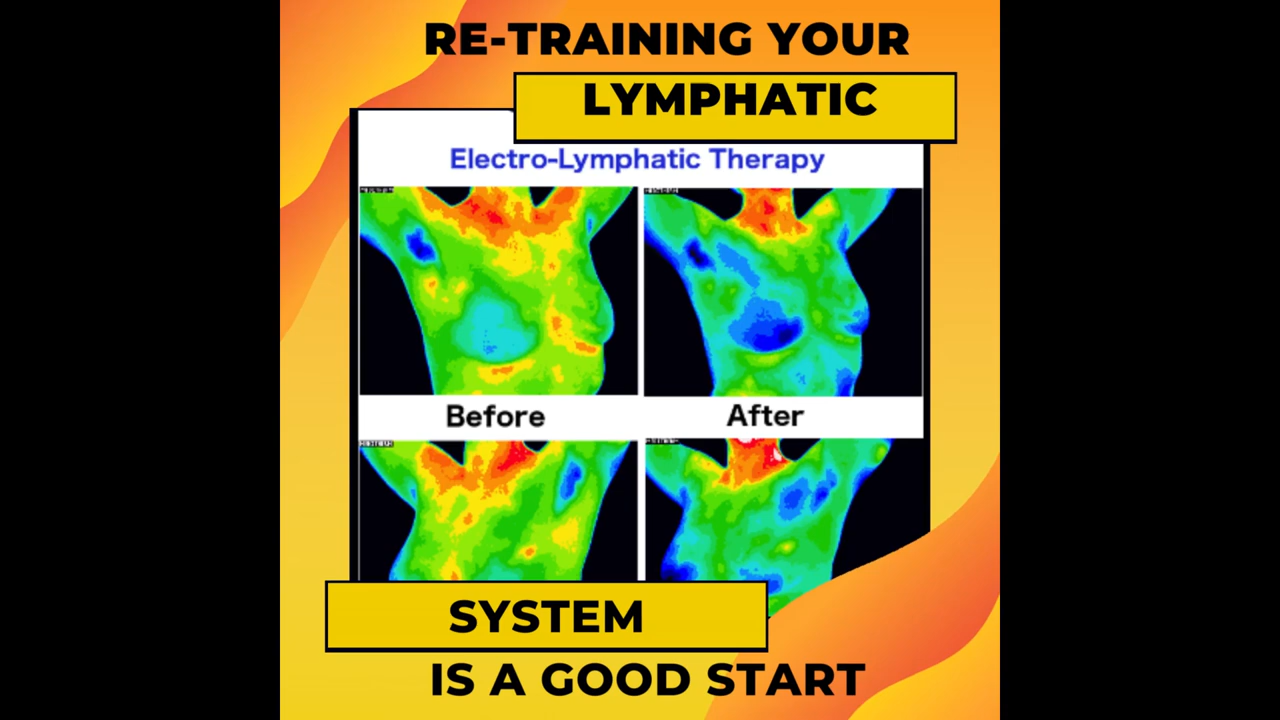 RE-TRAINING YOUR
LYMPHATIC
Electro-Lymphatic Therapy
Before
After
SYSTEM
IS A GOOD START